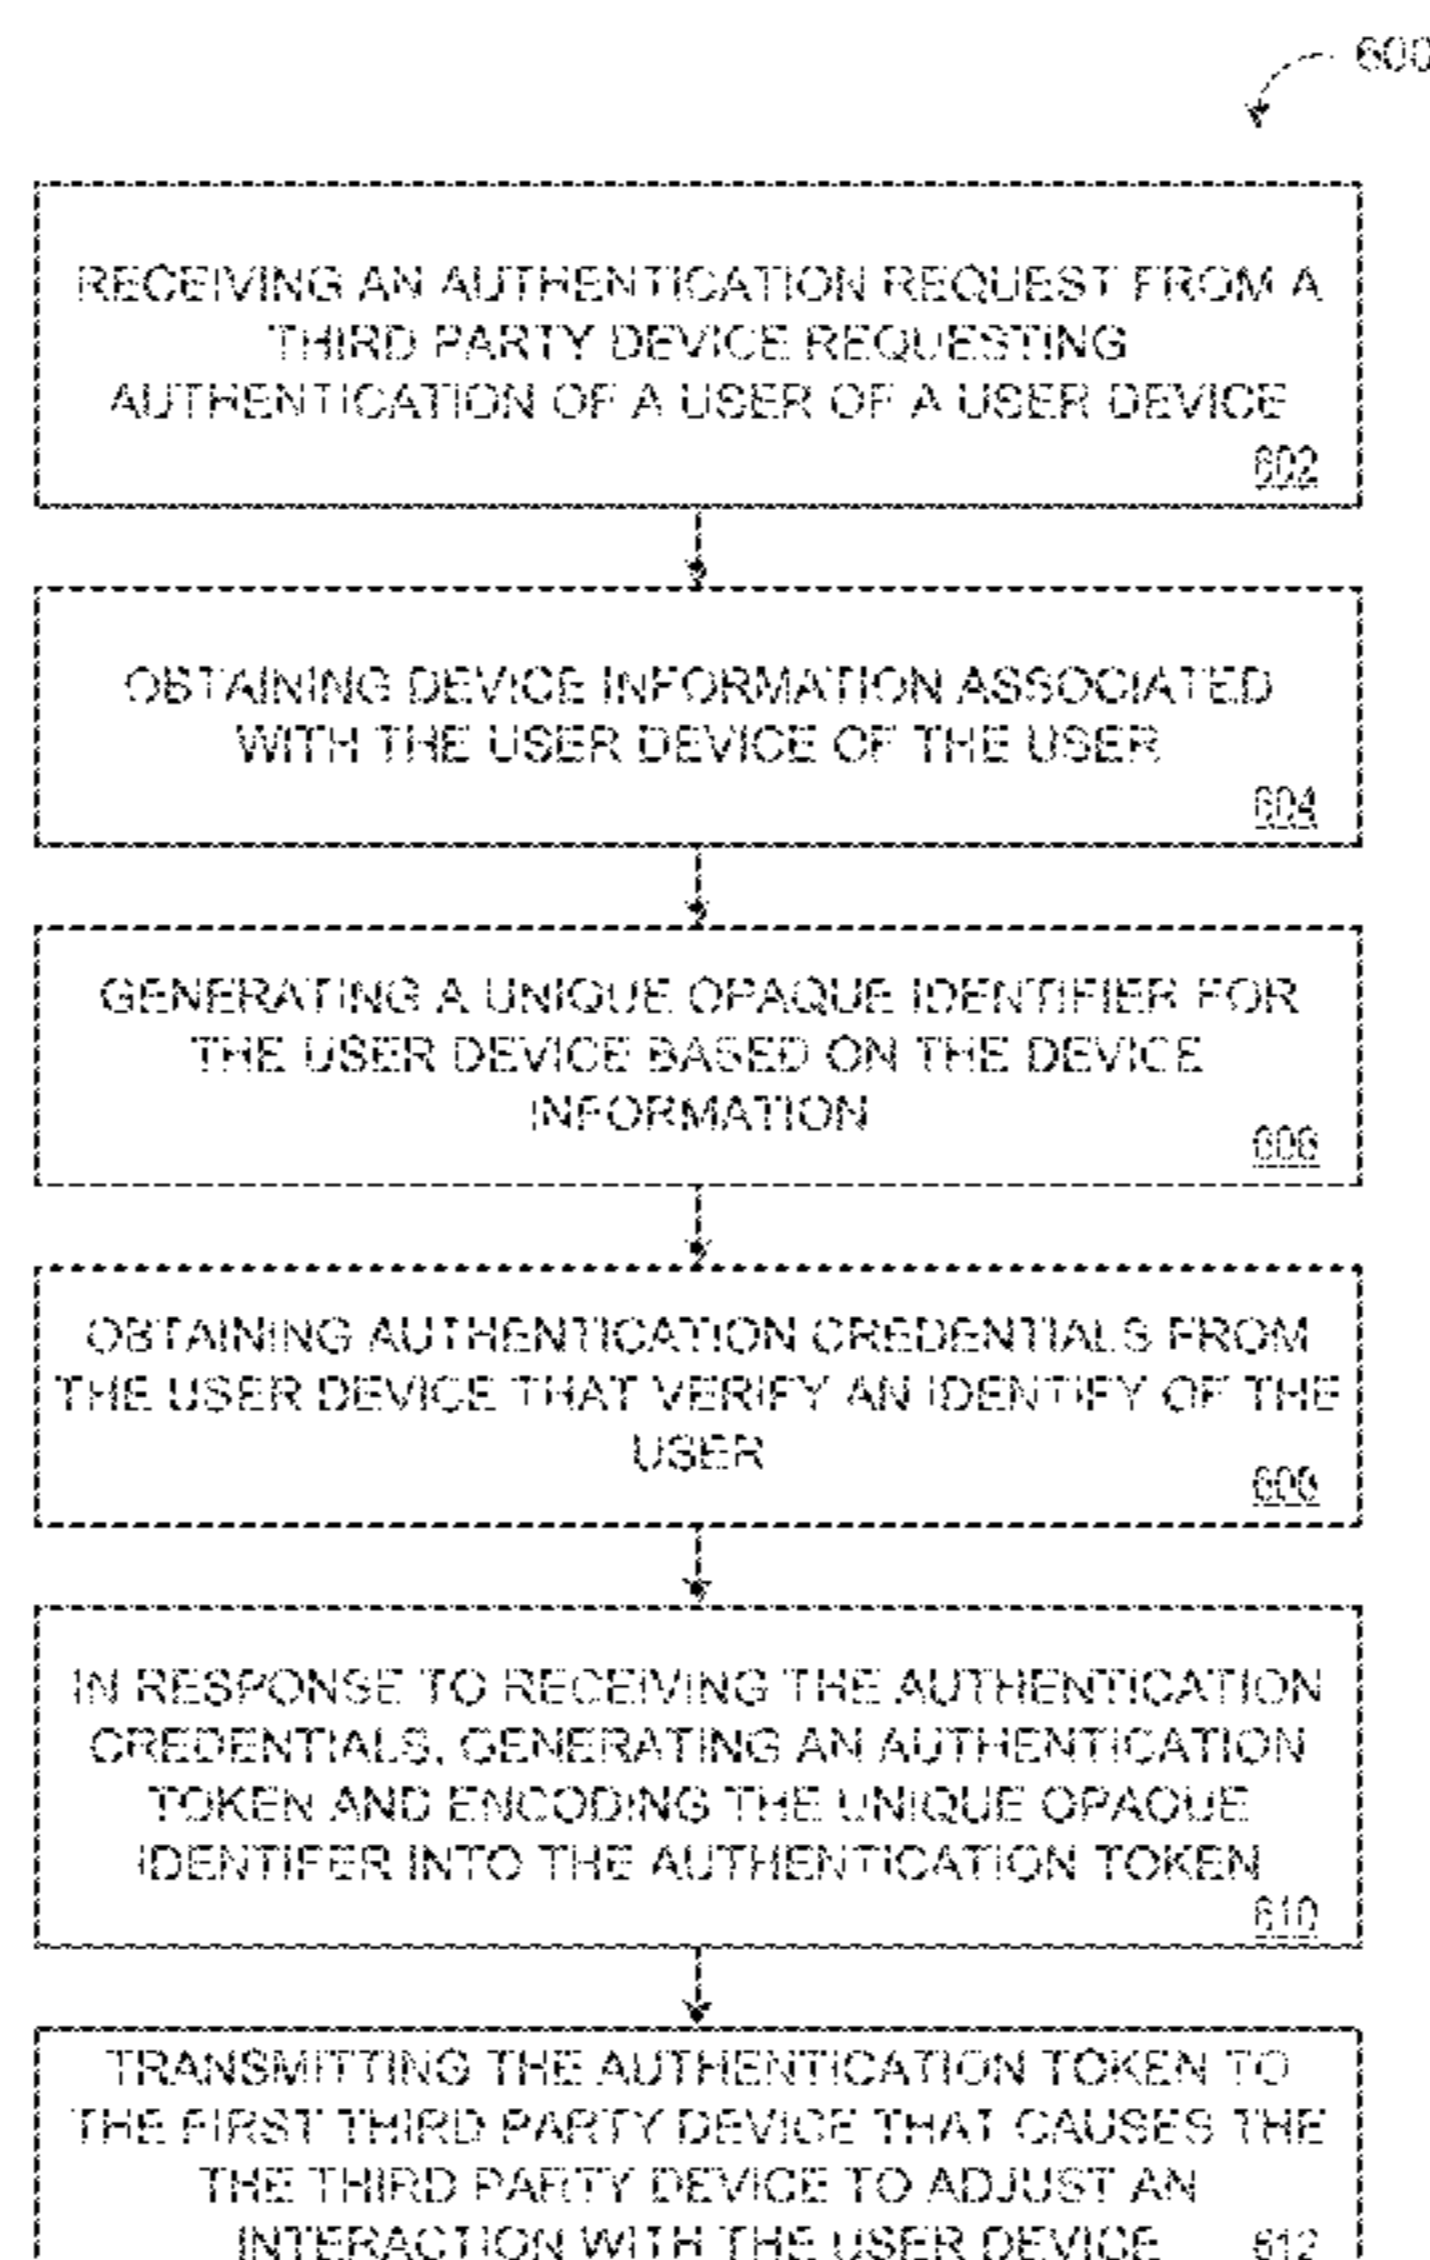 600
RECEIVING AN AUTHENTICATION REQUEST FROM A
THIRD PARTY DEVICE REQUESTING
AUTHENTICATION OF A USER OF A USER DEVICE
602
OBTAINING DEVICE INFORMATION ASSOCIATED
WITH THE USER DEVICE OF THE USER
604
GENERATING A UNIQUE OPAQUE IDENTIFIER FOR
THE USER DEVICE BASED ON THE DEVICE
INFORMATION
606
OBTAINING AUTHENTICATION CREDENTIALS FROM
THE USER DEVICE THAT VERIFY AN IDENTIFY OF THE
USER
IN RESPONSE TO RECEIVING THE AUTHENTICATION
CREDENTIALS, GENERATING AN AUTHENTICATION
TOKEN AND ENCODING THE UNIQUE OPAQUE
IDENTIFER INTO THE AUTHENTICATION TOKEN
610
TRANSMITTING THE AUTHENTICATION TOKEN TO
THE FIRST THIRD PARTY DEVICE THAT CAUSES THE
THE THIRD PARTY DEVICE TO ADJUST AN
INTERACTION WITH THE USER DEVICE
612